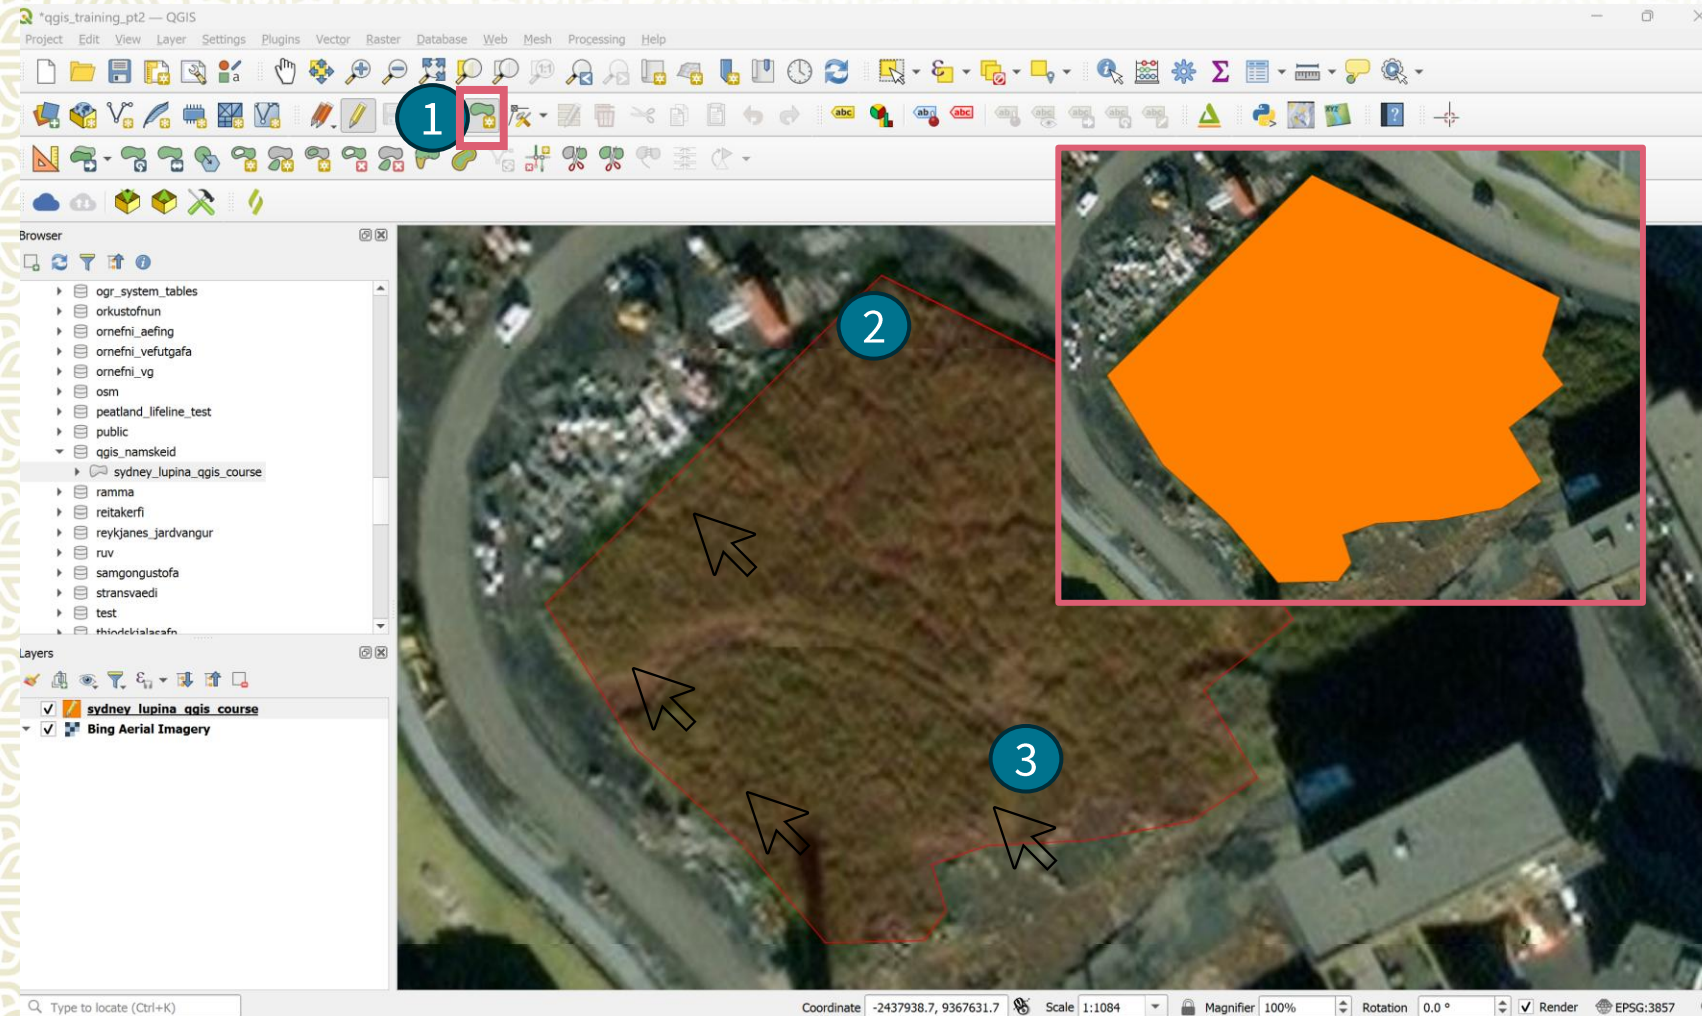 *qgis_training_pt2 — QGIS
Project Edit View Layer Settings Plugins Vector Raster Database Web Mesh Processing Help
1
Browser
ogr_system_tables
orkustofnun
ornefni_aefing
ornefni_vefutgafa
ornefni_vg
osm
peatland_lifeline_test
public
qgis_namskeid
sydney_lupina_qgis_course
ramma
reitakerfi
reykjanes_jardvangur
ruv
samgongustofa
stransvaedi
test
thjodskjalasafn
2
3
Layers
sydney_lupina_qgis_course
Bing Aerial Imagery
Type to locate (Ctrl+K)
Coordinate -2437938.7, 9367631.7 Scale 1:1084 Magnifier 100% Rotation 0.0 ° Render EPSG:3857